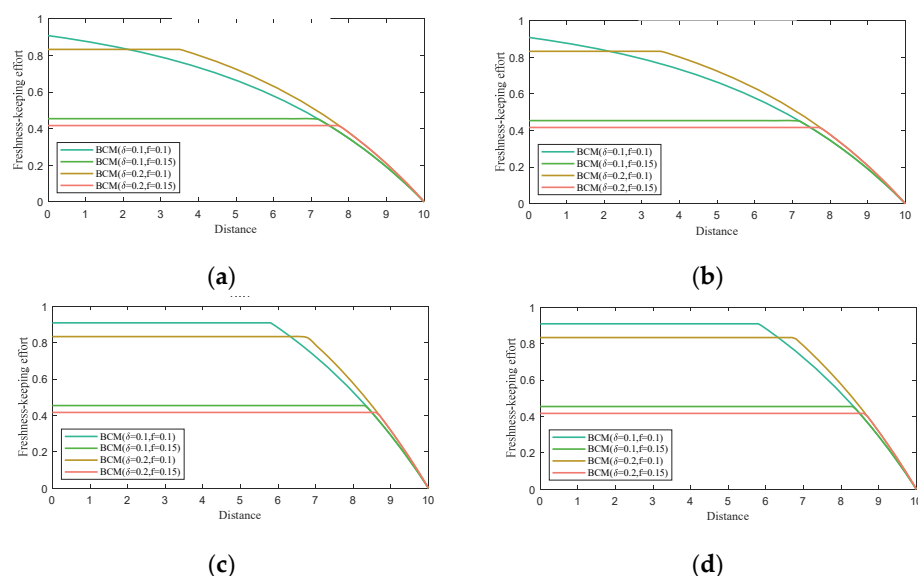 1
0.8
0.6
0.4
0.2
0
Freshness-keeping effort
BCM(δ=0.1,f=0.1)
BCM(δ=0.1,f=0.15)
BCM(δ=0.2,f=0.1)
BCM(δ=0.2,f=0.15)
0 1 2 3 4 5 6 7 8 9 10
Distance
(a)
1
0.8
0.6
0.4
0.2
0
Freshness-keeping effort
BCM(δ=0.1,f=0.1)
BCM(δ=0.1,f=0.15)
BCM(δ=0.2,f=0.1)
BCM(δ=0.2,f=0.15)
0 1 2 3 4 5 6 7 8 9 10
Distance
(b)
1
0.8
0.6
0.4
0.2
0
Freshness-keeping effort
BCM(δ=0.1,f=0.1)
BCM(δ=0.1,f=0.15)
BCM(δ=0.2,f=0.1)
BCM(δ=0.2,f=0.15)
0 1 2 3 4 5 6 7 8 9 10
Distance
(c)
1
0.8
0.6
0.4
0.2
0
Freshness-keeping effort
BCM(δ=0.1,f=0.1)
BCM(δ=0.1,f=0.15)
BCM(δ=0.2,f=0.1)
BCM(δ=0.2,f=0.15)
0 1 2 3 4 5 6 7 8 9 10
Distance
(d)